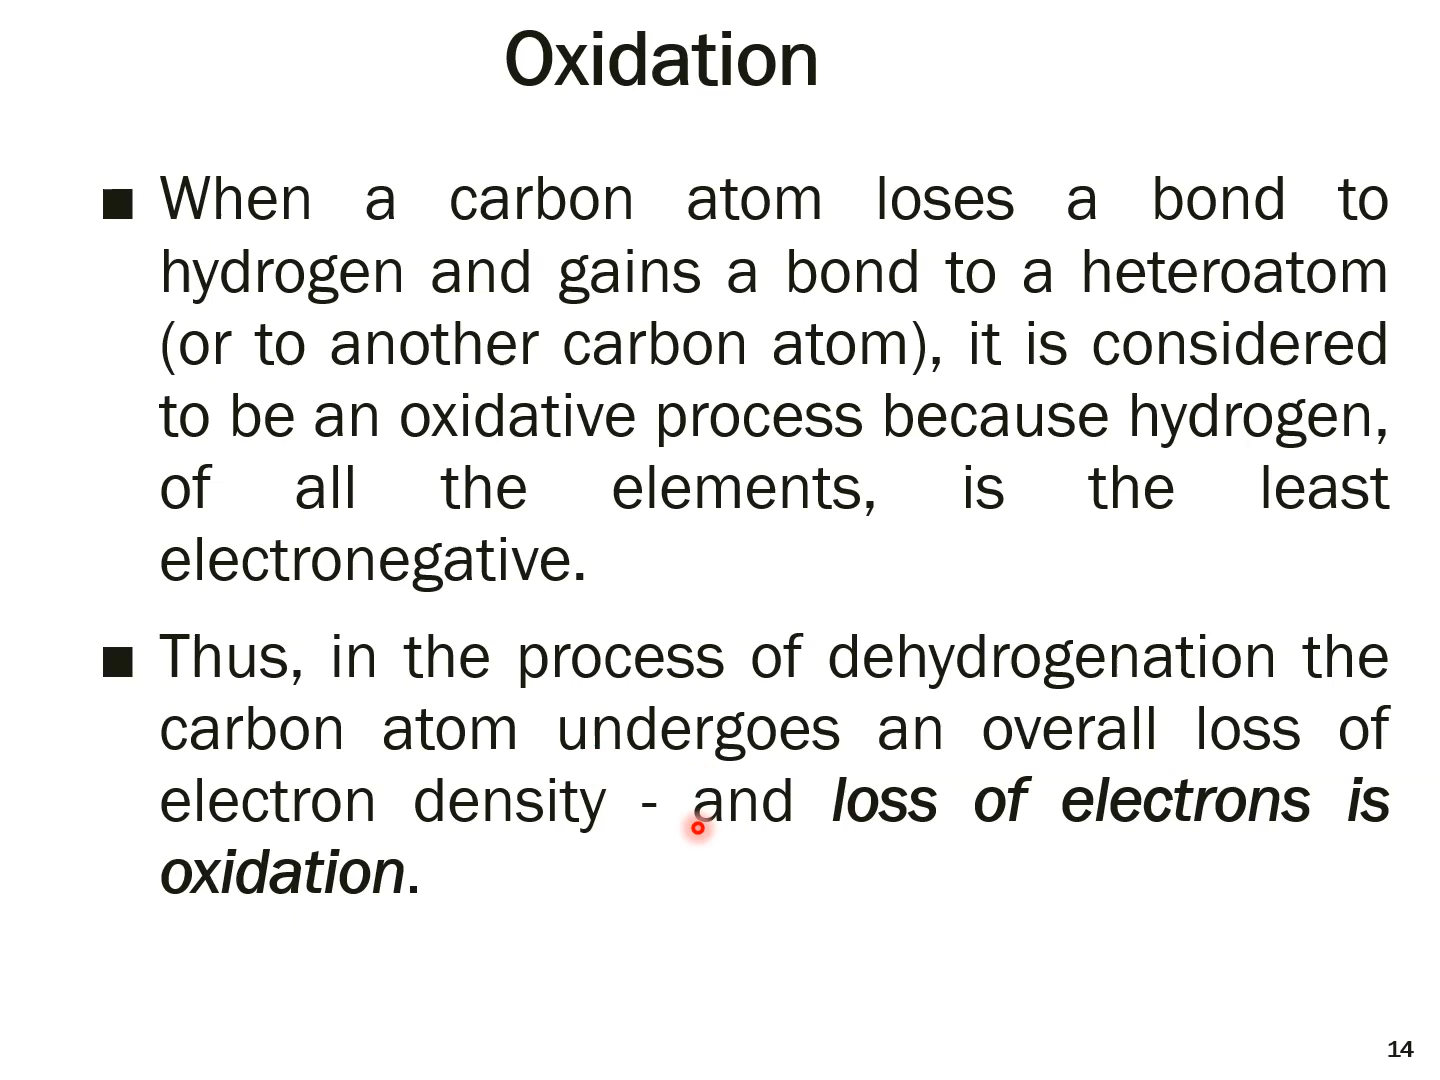 Oxidation
■ When a carbon atom loses a bond to
hydrogen and gains a bond to a heteroatom
(or to another carbon atom), it is considered
to be an oxidative process because hydrogen,
of all the elements, is the least
electronegative.
■ Thus, in the process of dehydrogenation the
carbon atom undergoes an overall loss of
electron density - and loss of electrons is
oxidation.
14